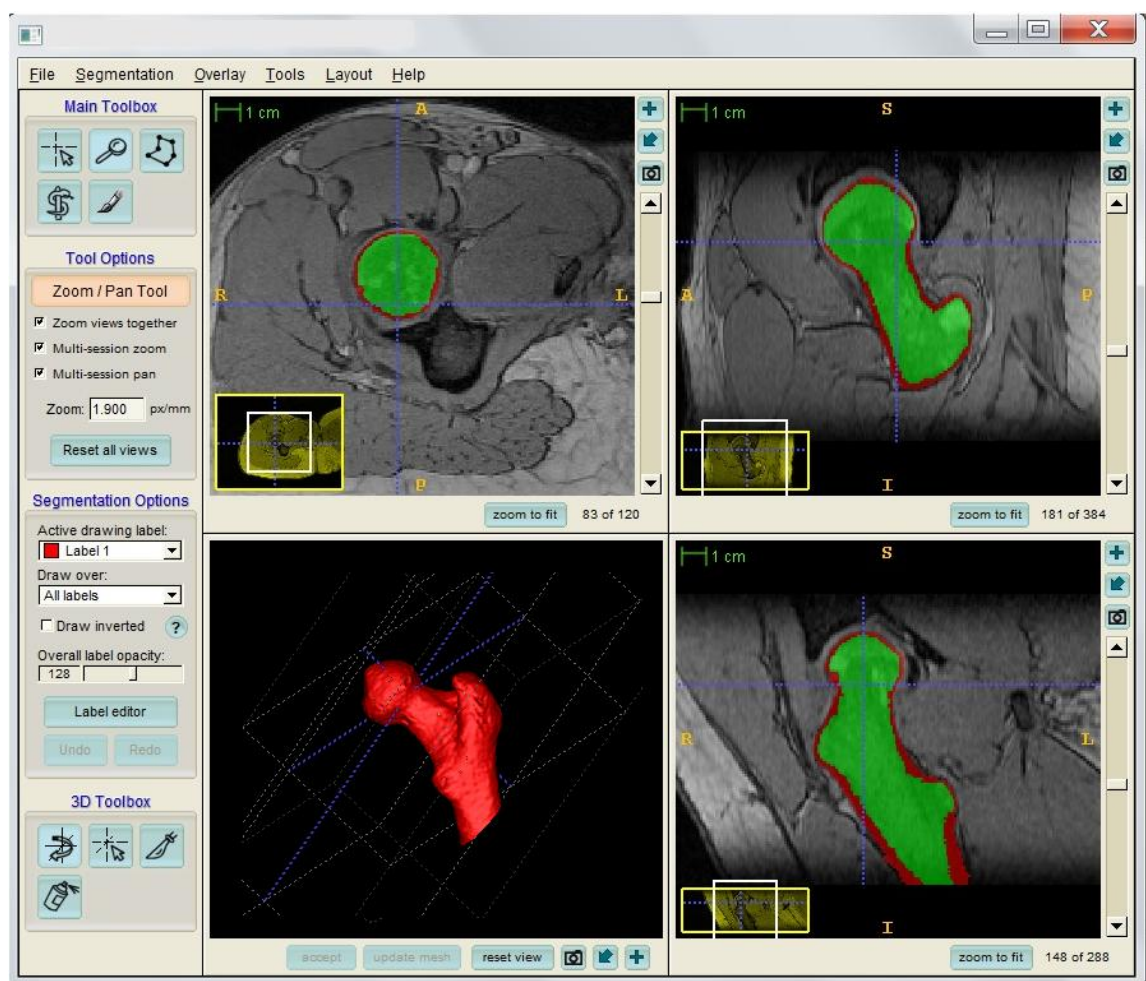 File Segmentation Overlay Tools Layout Help
Main Toolbox
Tool Options
Zoom / Pan Tool
Zoom views together
Multi-session zoom
Multi-session pan
Zoom: 1.900 px/mm
Reset all views
Segmentation Options
Active drawing label:
Label 1
Draw over:
All labels
Draw inverted ?
Overall label opacity:
128
Label editor
Undo Redo
3D Toolbox
1 cm
A
R L
P
zoom to fit 83 of 120
1 cm
S
A P
I
zoom to fit 181 of 384
accept update mesh reset view
1 cm
S
R L
I
zoom to fit 148 of 288